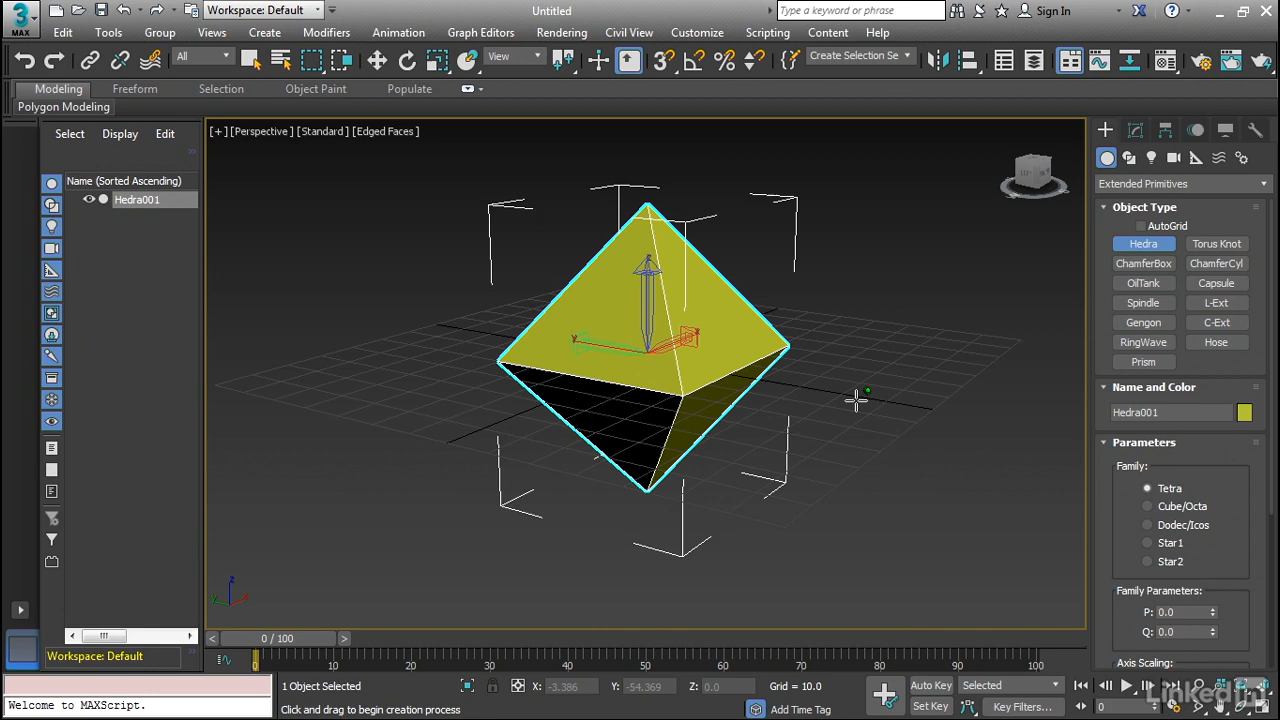 3
MAX
Workspace: Default
Untitled
Type a keyword or phrase
Sign In
Edit Tools Group Views Create Modifiers Animation Graph Editors Rendering Civil View Customize Scripting Content Help
All
View
3
%
Create Selection Se
Modeling Freeform Selection Object Paint Populate
Polygon Modeling
Select Display Edit
Name (Sorted Ascending)
Hedra001
[+] [Perspective] [Standard] [Edged Faces]
z
y
x
z
y
x
Extended Primitives
Object Type
AutoGrid
Hedra Torus Knot
ChamferBox ChamferCyl
OilTank Capsule
Spindle L-Ext
Gengon C-Ext
RingWave Hose
Prism
Name and Color
Hedra001
Parameters
Family:
Tetra
Cube/Octa
Dodec/Icos
Star1
Star2
Family Parameters:
P: 0.0
Q: 0.0
Axis Scaling:
Workspace: Default
< 0 / 100 >
0 10 20 30 40 50 60 70 80 90 100
Welcome to MAXScript.
1 Object Selected
X: -3.386 Y: -54.369 Z: 0.0 Grid = 10.0
Click and drag to begin creation process
Add Time Tag
Auto Key Selected
Set Key Key Filters...
0
LinkedIn